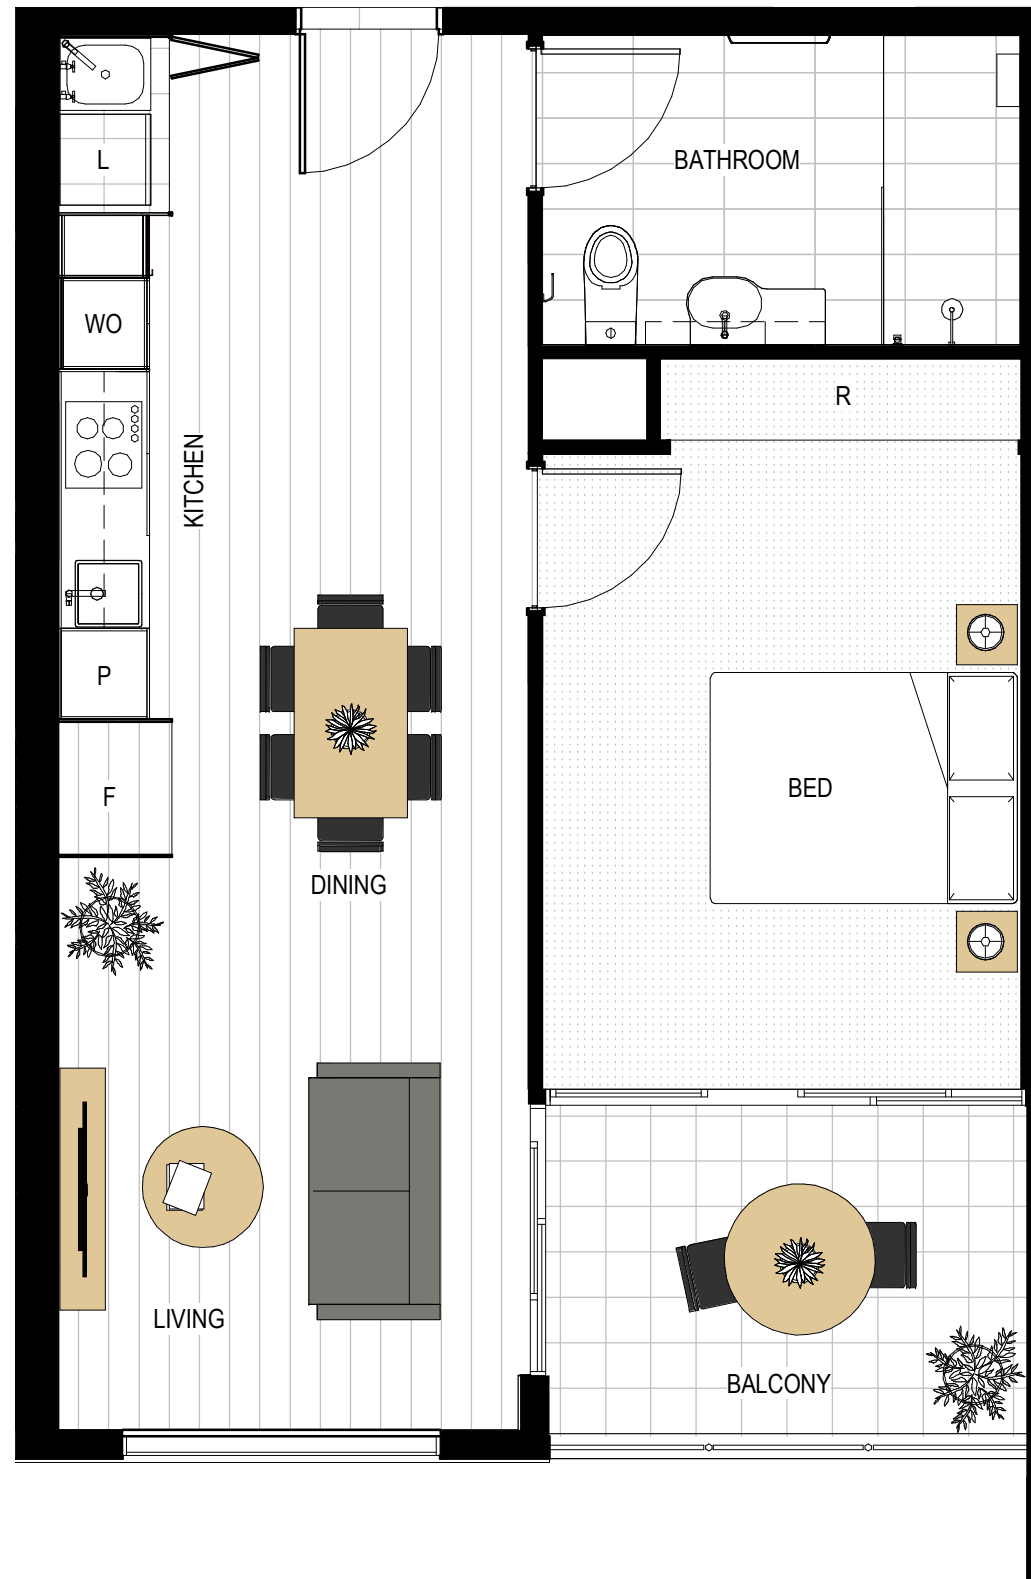 L
BATHROOM
WO
R
KITCHEN
P
BED
F
DINING
LIVING
BALCONY